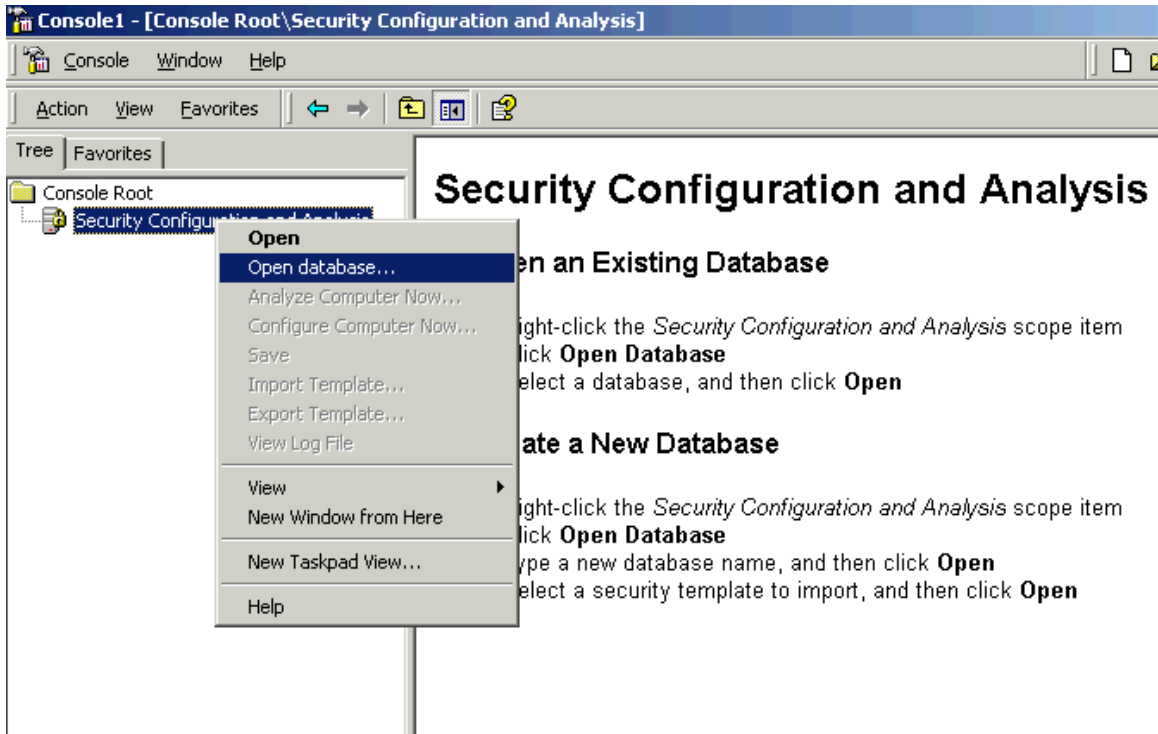 Console1 - [Console Root\Security Configuration and Analysis]
Console Window Help
Action View Favorites
Tree Favorites
Console Root
Security Configuration and Analysis
Open
Open database...
Analyze Computer Now...
Configure Computer Now...
Save
Import Template...
Export Template...
View Log File
View
New Window from Here
New Taskpad View...
Help
Security Configuration and Analysis
en an Existing Database
ight-click the Security Configuration and Analysis scope item
lick Open Database
elect a database, and then click Open
ate a New Database
ight-click the Security Configuration and Analysis scope item
lick Open Database
ype a new database name, and then click Open
elect a security template to import, and then click Open